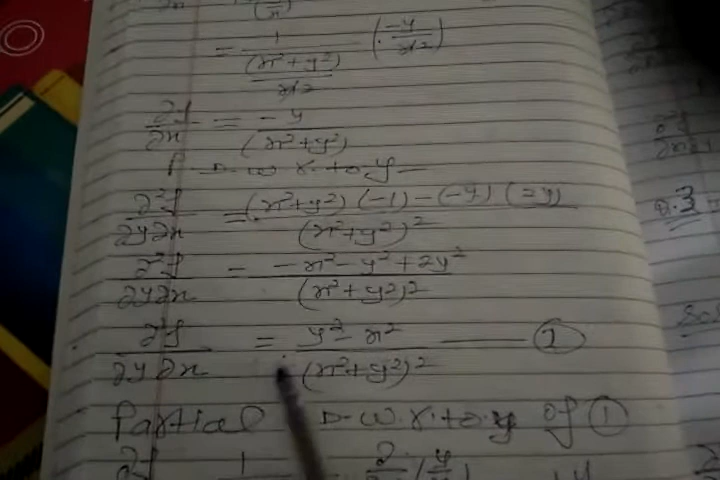 = 1 / ((x² + y²) / x²) (-y / x²)
∂f/∂x = -y / (x² + y²)
P. D. w. r. to. y
∂²f/∂y∂x = (x² + y²) (-1) - (-y) (2y) / (x² + y²)²
∂²f/∂y∂x = -x² - y² + 2y² / (x² + y²)²
∂²f/∂y∂x = y² - x² / (x² + y²)² —— ②
Partial D. w. r. to. y of ①
Q.3